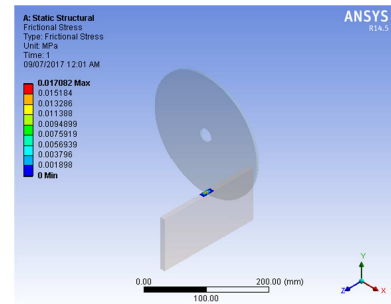 A: Static Structural
Frictional Stress
Type: Frictional Stress
Unit: MPa
Time: 1
09/07/2017 12:01 AM
0.017082 Max
0.015184
0.013286
0.011388
0.0094899
0.0075919
0.0056939
0.003796
0.001898
0 Min
ANSYS
R14.5
0.00
200.00 (mm)
100.00
Y
Z
X